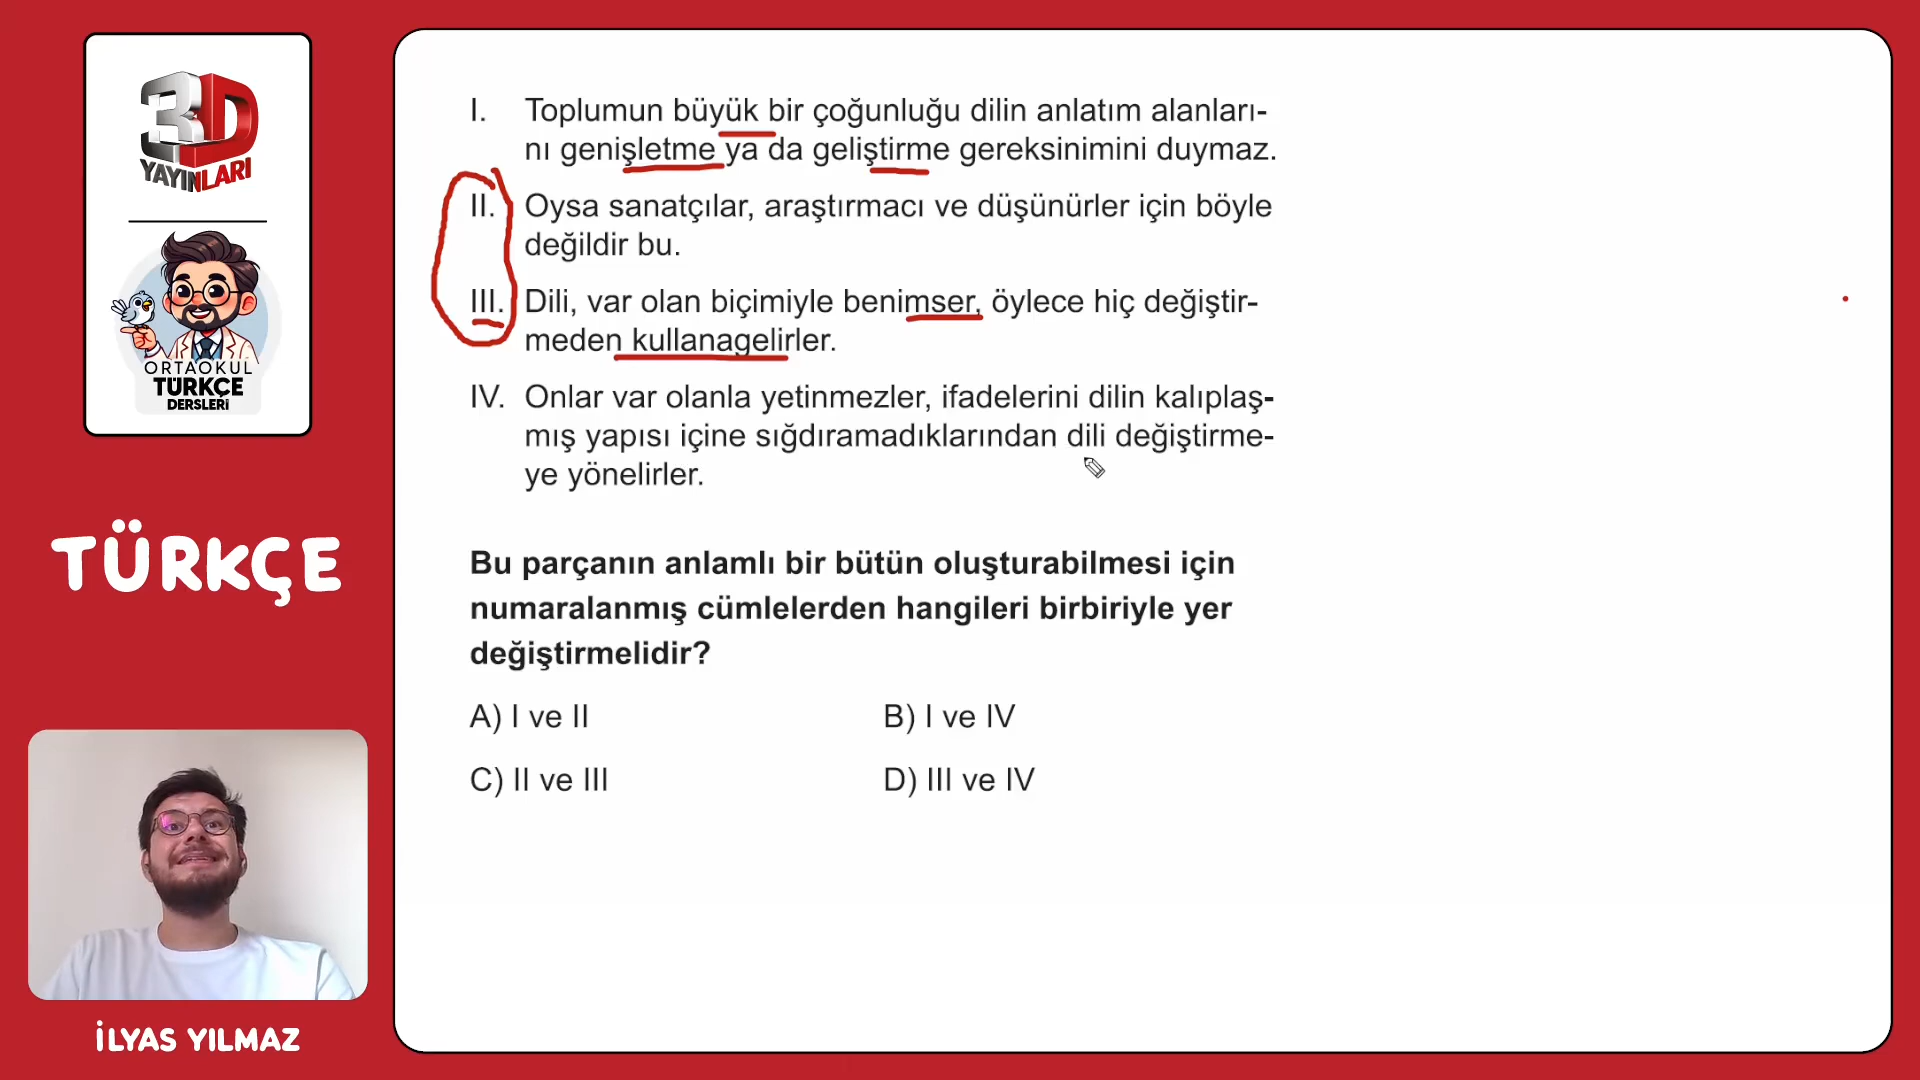 3D
YAYINLARI
ORTAOKUL
TÜRKÇE
DERSLERİ
TÜRKÇE
İLYAS YILMAZ
I. Toplumun büyük bir çoğunluğu dilin anlatım alanları-
nı genişletme ya da geliştirme gereksinimini duymaz.
II. Oysa sanatçılar, araştırmacı ve düşünürler için böyle
değildir bu.
III. Dili, var olan biçimiyle benimser, öylece hiç değiştir-
meden kullanagelirler.
IV. Onlar var olanla yetinmezler, ifadelerini dilin kalıplaş-
mış yapısı içine sığdıramadıklarından dili değiştirme-
ye yönelirler.
Bu parçanın anlamlı bir bütün oluşturabilmesi için
numaralanmış cümlelerden hangileri birbiriyle yer
değiştirmelidir?
A) I ve II B) I ve IV
C) II ve III D) III ve IV